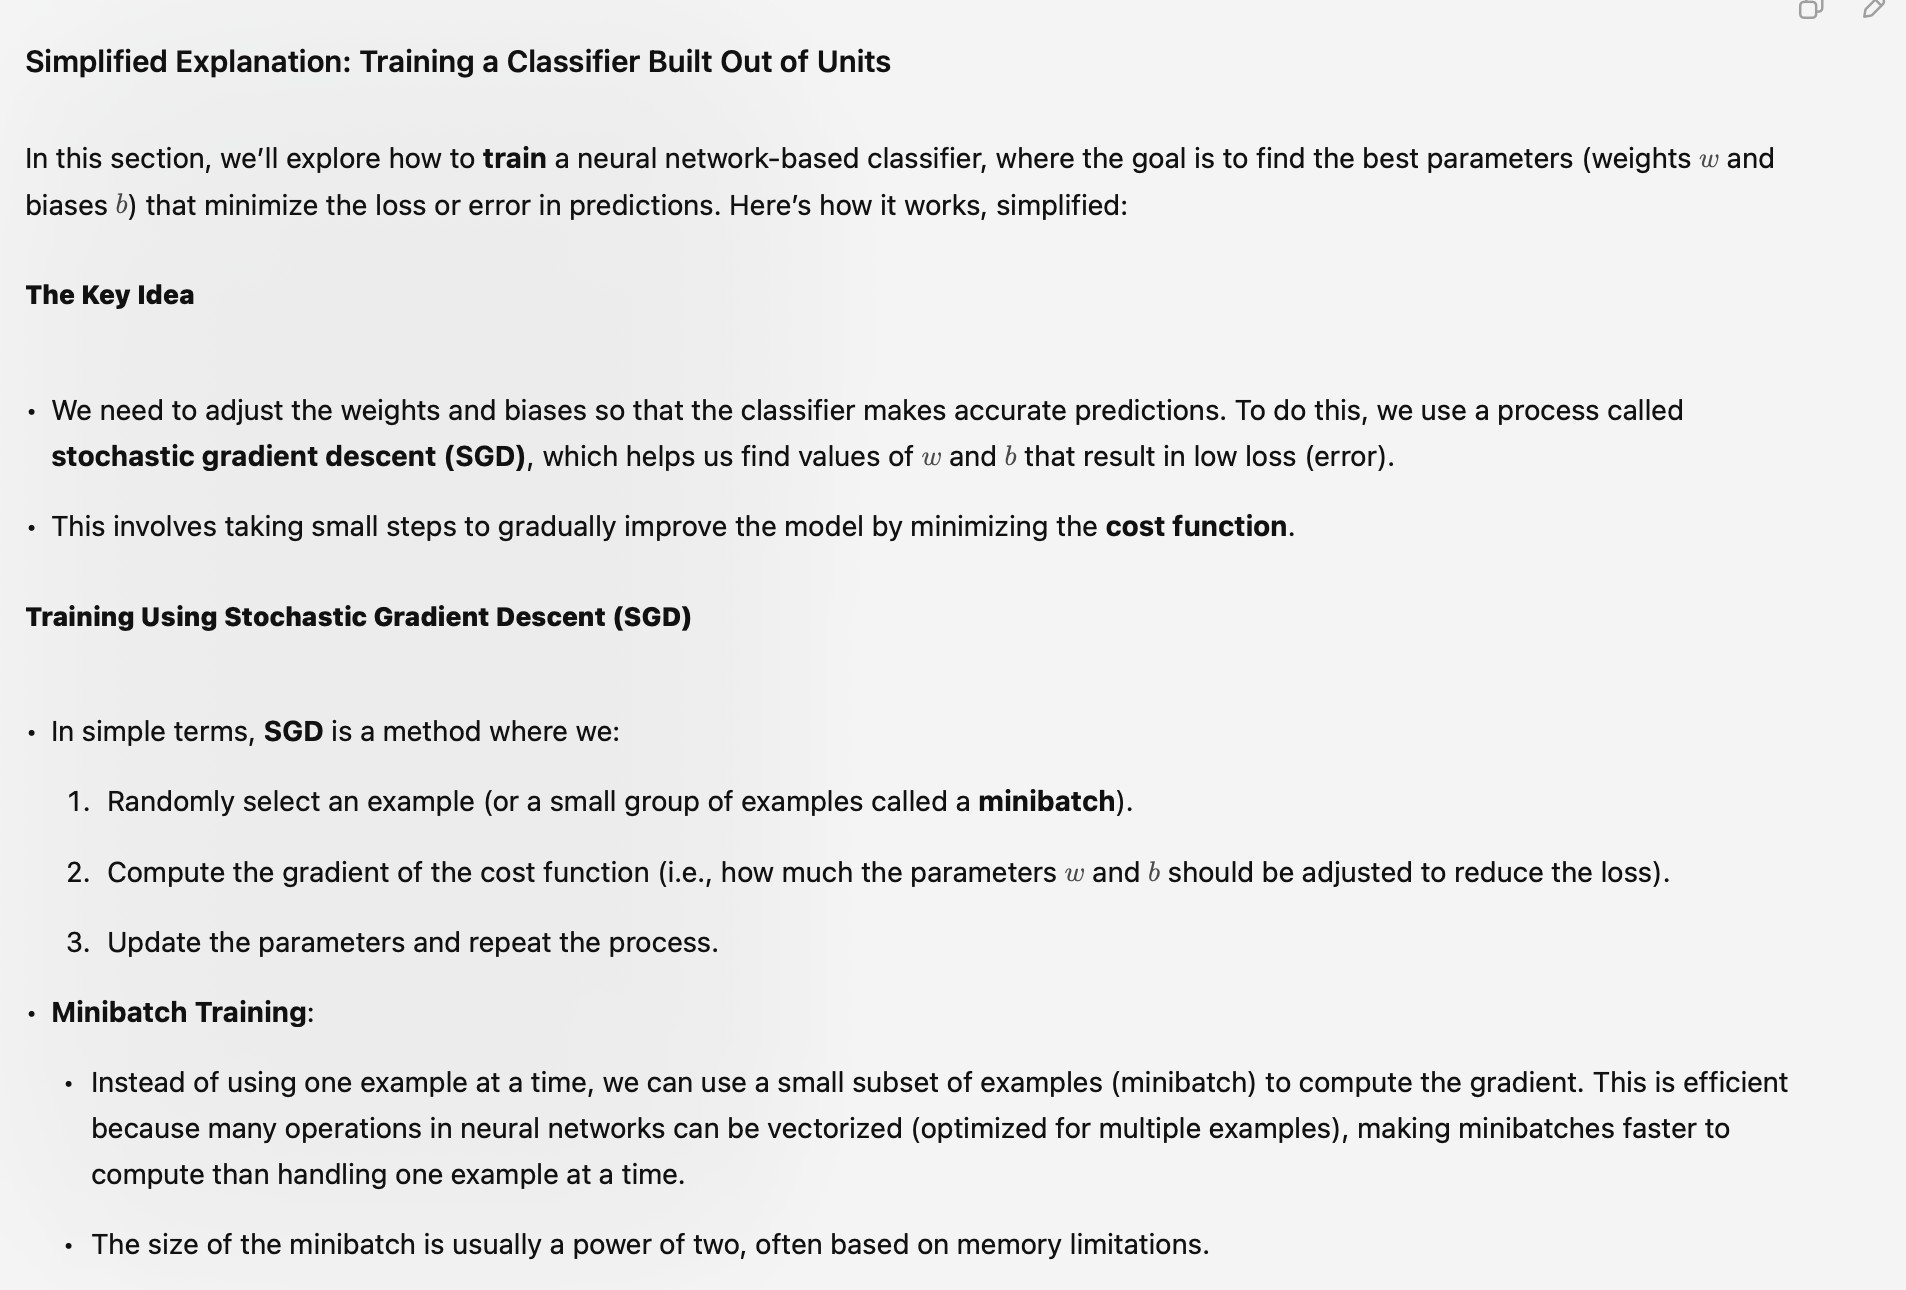 Simplified Explanation: Training a Classifier Built Out of Units
In this section, we’ll explore how to train a neural network-based classifier, where the goal is to find the best parameters (weights w and
biases b) that minimize the loss or error in predictions. Here’s how it works, simplified:
The Key Idea
• We need to adjust the weights and biases so that the classifier makes accurate predictions. To do this, we use a process called
stochastic gradient descent (SGD), which helps us find values of w and b that result in low loss (error).
• This involves taking small steps to gradually improve the model by minimizing the cost function.
Training Using Stochastic Gradient Descent (SGD)
• In simple terms, SGD is a method where we:
1. Randomly select an example (or a small group of examples called a minibatch).
2. Compute the gradient of the cost function (i.e., how much the parameters w and b should be adjusted to reduce the loss).
3. Update the parameters and repeat the process.
• Minibatch Training:
• Instead of using one example at a time, we can use a small subset of examples (minibatch) to compute the gradient. This is efficient
because many operations in neural networks can be vectorized (optimized for multiple examples), making minibatches faster to
compute than handling one example at a time.
• The size of the minibatch is usually a power of two, often based on memory limitations.